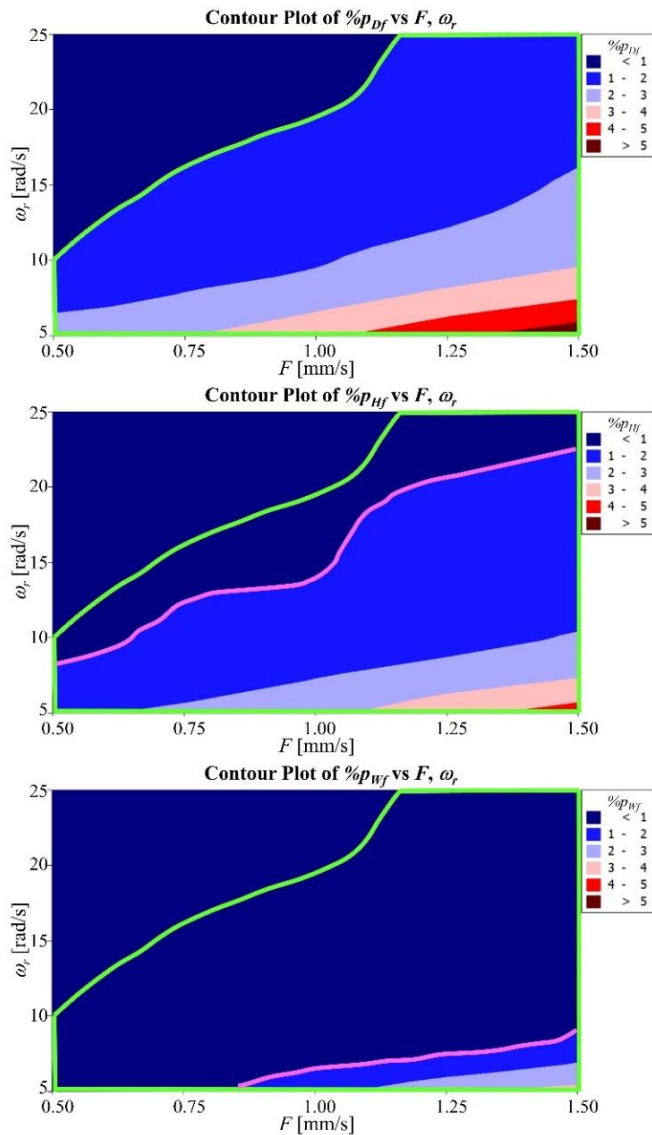 Contour Plot of %pDf vs F, ωr
25
20
15
10
5
ωr [rad/s]
0.50 0.75 1.00 1.25 1.50
F [mm/s]
%pDf
< 1
1 - 2
2 - 3
3 - 4
4 - 5
> 5
Contour Plot of %pHf vs F, ωr
25
20
15
10
5
ωr [rad/s]
0.50 0.75 1.00 1.25 1.50
F [mm/s]
%pHf
< 1
1 - 2
2 - 3
3 - 4
4 - 5
> 5
Contour Plot of %pWf vs F, ωr
25
20
15
10
5
ωr [rad/s]
0.50 0.75 1.00 1.25 1.50
F [mm/s]
%pWf
< 1
1 - 2
2 - 3
3 - 4
4 - 5
> 5